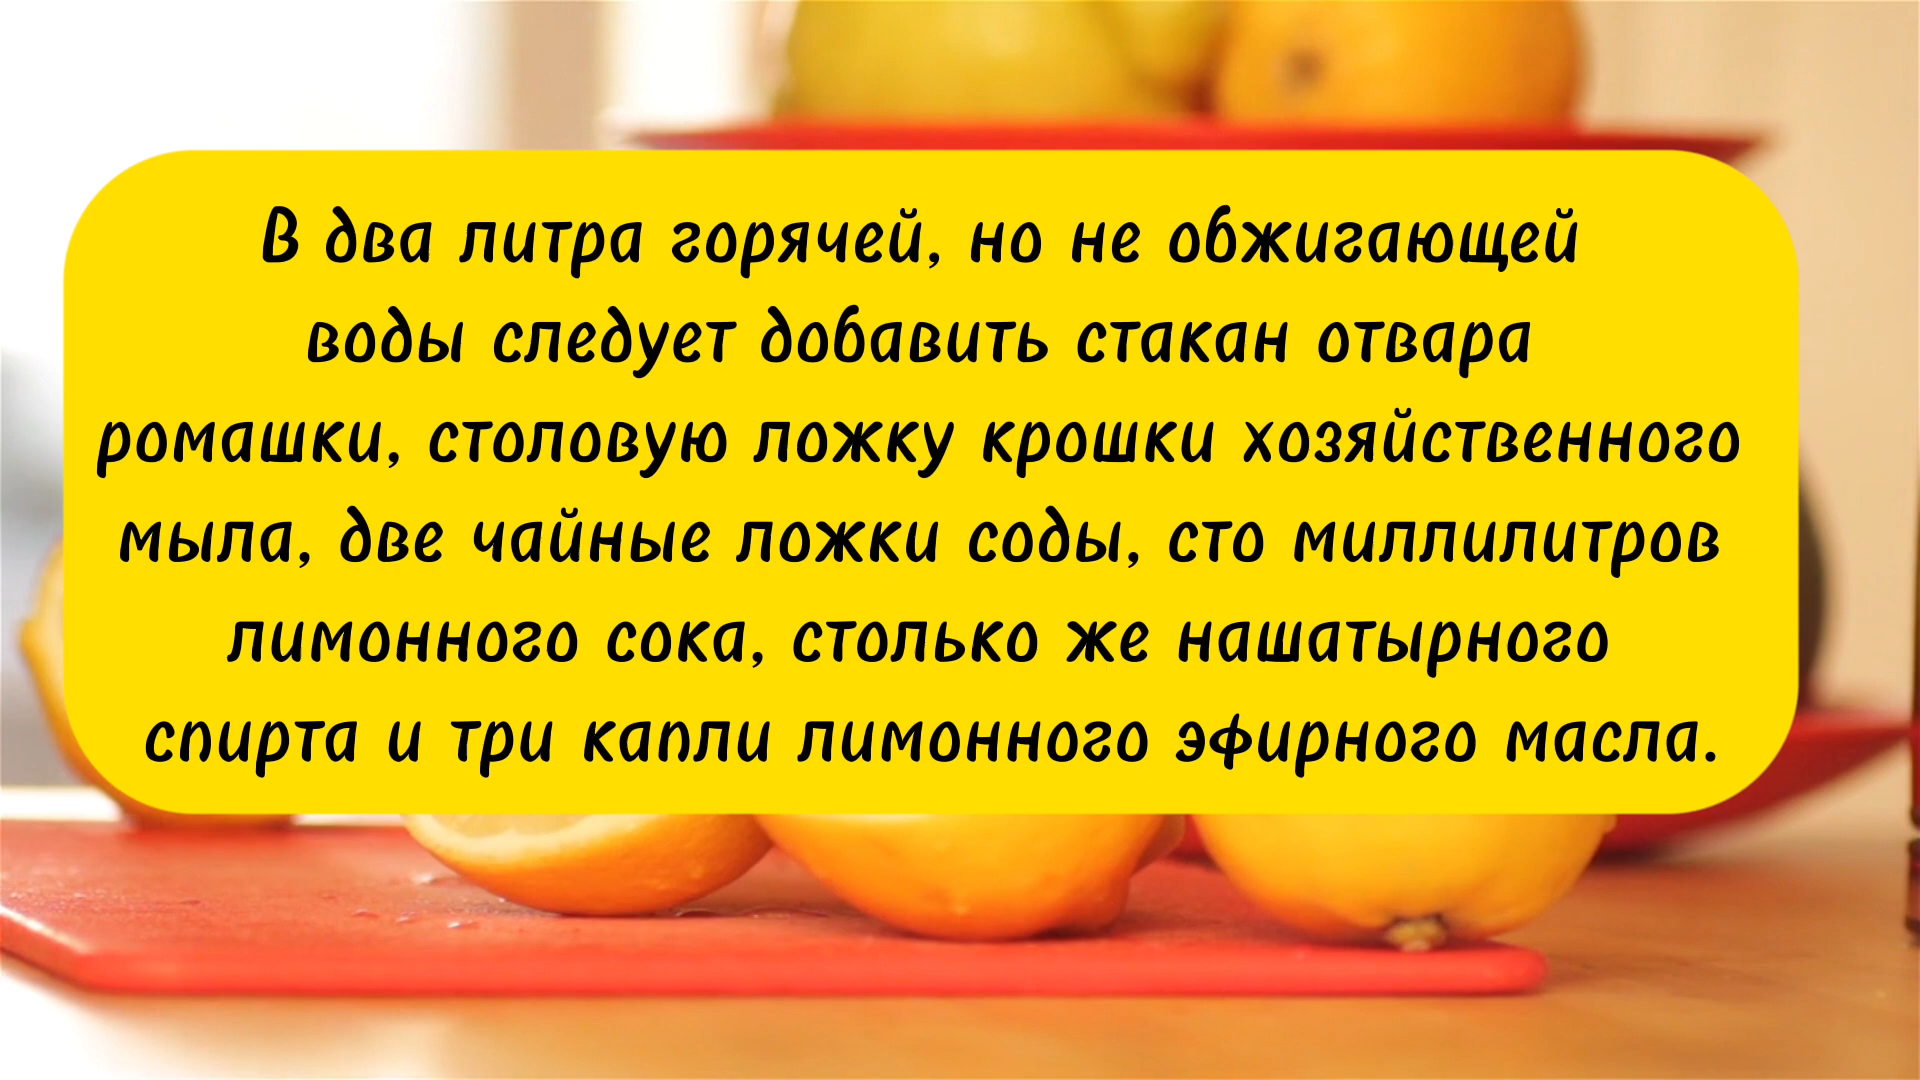 В два литра горячей, но не обжигающей
воды следует добавить стакан отвара
ромашки, столовую ложку крошки хозяйственного
мыла, две чайные ложки соды, сто миллилитров
лимонного сока, столько же нашатырного
спирта и три капли лимонного эфирного масла.